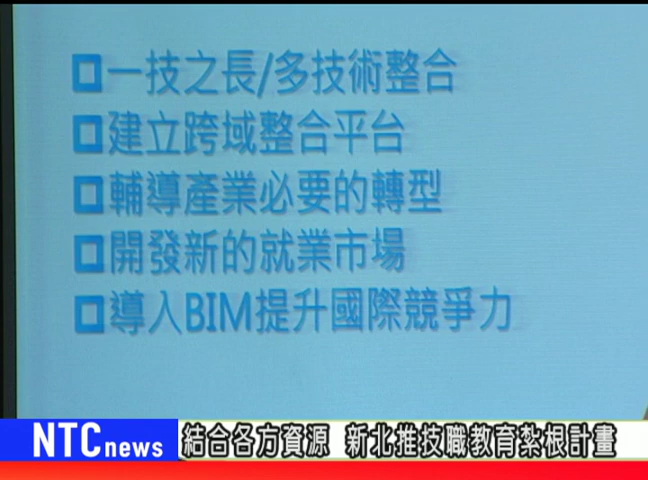 一技之長/多技術整合
建立跨域整合平台
輔導產業必要的轉型
開發新的就業市場
導入BIM提升國際競爭力
NTCnews 結合各方資源 新北推技職教育紮根計畫